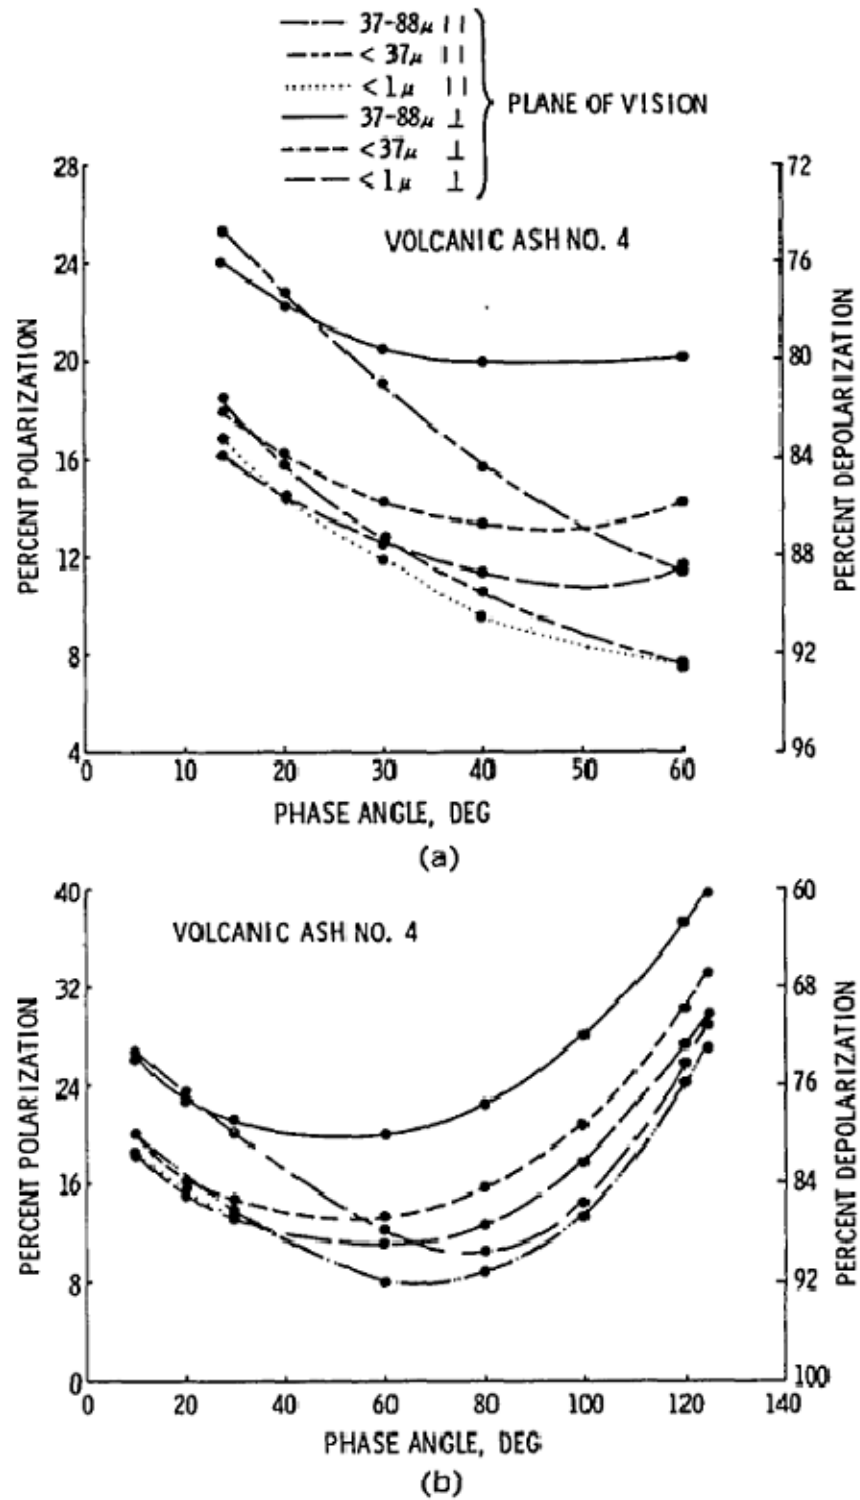 37-88μ ||
< 37μ ||
< 1μ ||
37-88μ ⊥
<37μ ⊥
< 1μ ⊥
PLANE OF VISION
VOLCANIC ASH NO. 4
PERCENT POLARIZATION
28
24
20
16
12
8
4
PERCENT DEPOLARIZATION
72
76
80
84
88
92
96
0 10 20 30 40 50 60
PHASE ANGLE, DEG
(a)
VOLCANIC ASH NO. 4
PERCENT POLARIZATION
40
32
24
16
8
0
PERCENT DEPOLARIZATION
60
68
76
84
92
100
0 20 40 60 80 100 120 140
PHASE ANGLE, DEG
(b)